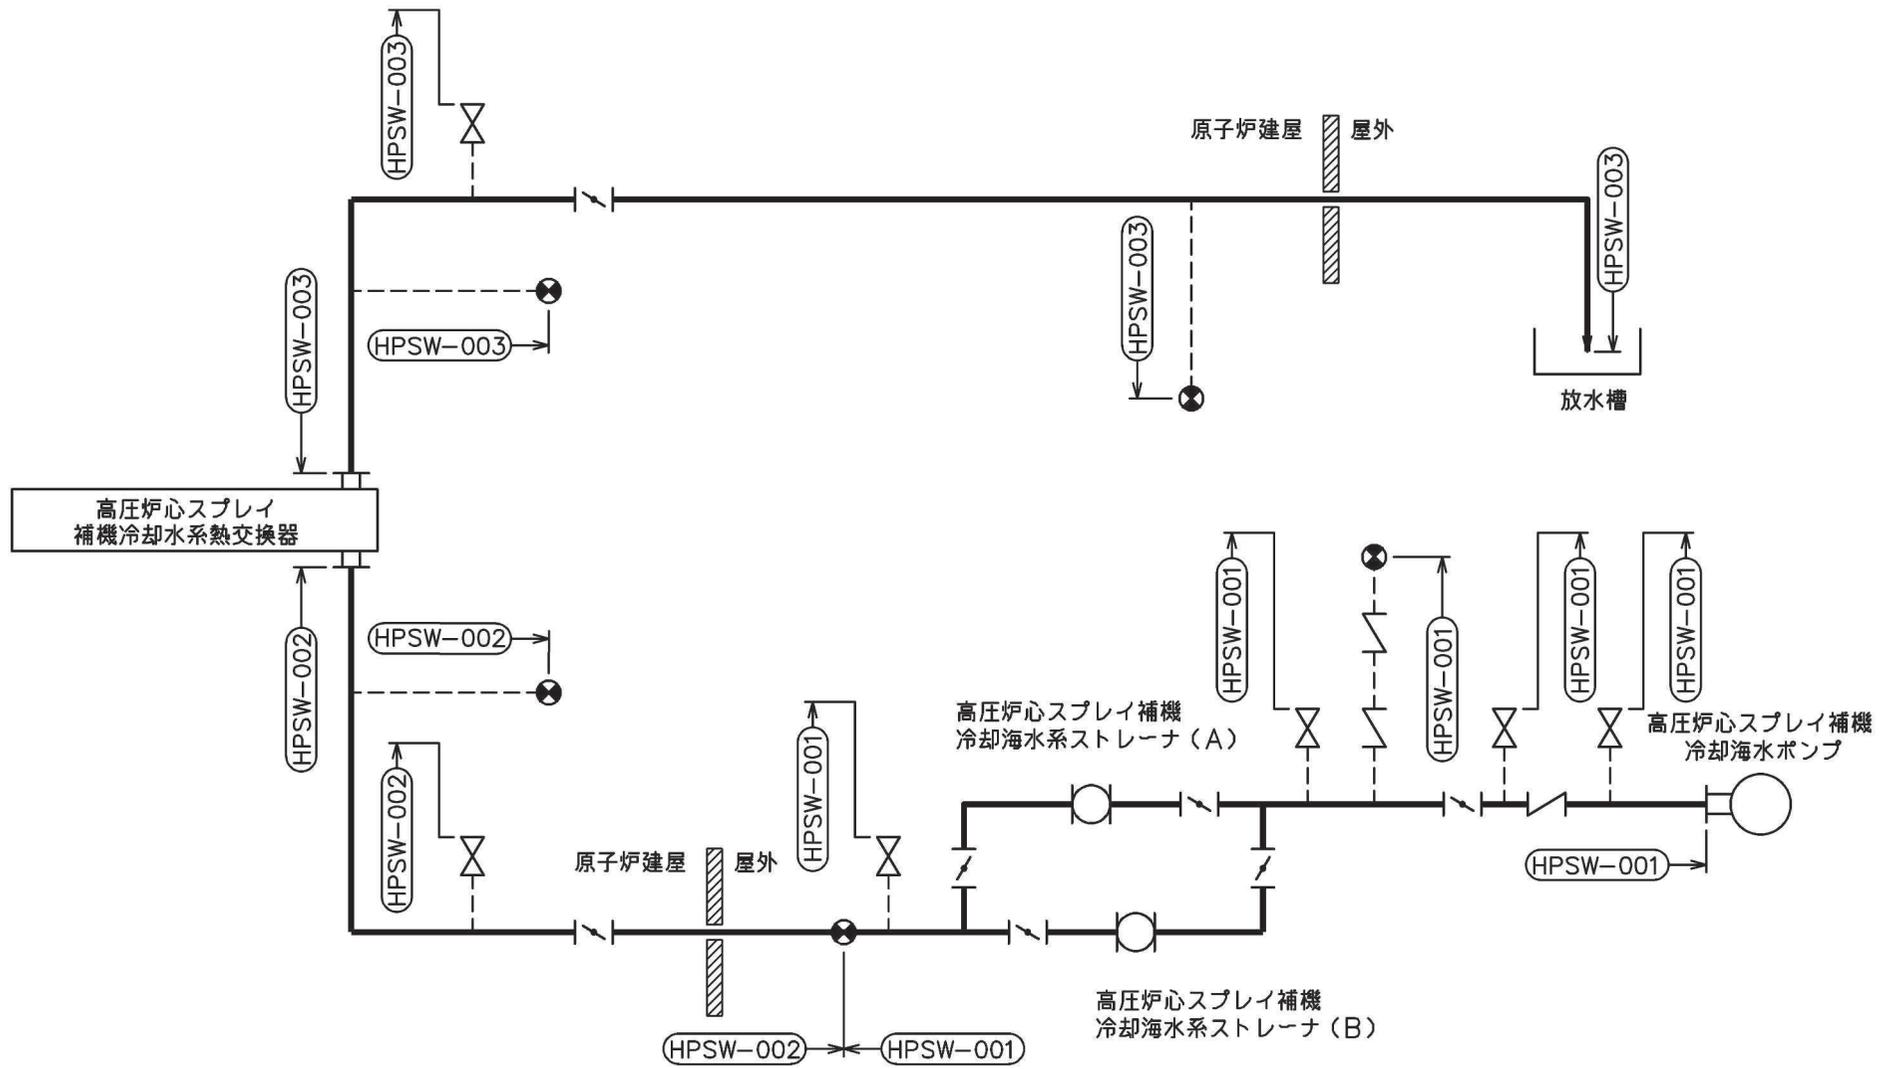 HPSW-003
原子炉建屋
屋外
HPSW-003
HPSW-003
HPSW-003
HPSW-003
放水槽
高圧炉心スプレイ
補機冷却水系熱交換器
HPSW-002
HPSW-002
HPSW-002
HPSW-001
HPSW-001
HPSW-001
HPSW-001
HPSW-001
高圧炉心スプレイ補機
冷却海水系ストレーナ(A)
高圧炉心スプレイ補機
冷却海水ポンプ
HPSW-001
原子炉建屋
屋外
高圧炉心スプレイ補機
冷却海水系ストレーナ(B)
HPSW-002
HPSW-001